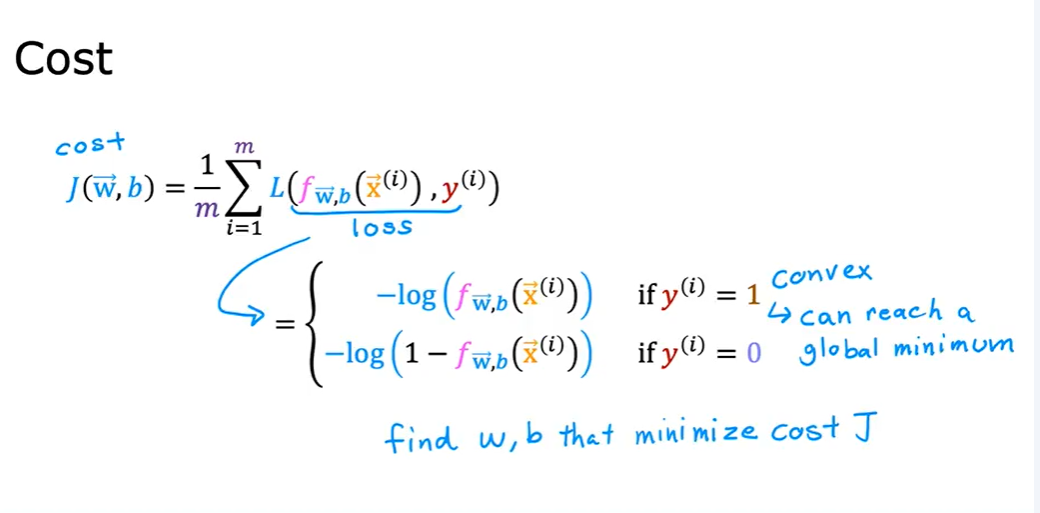 Cost
cost
J(w⃗, b) = 1/m ∑_{i=1}^{m} L(f_{w⃗,b}(x⃗^{(i)}), y^{(i)})
loss
= { −log(f_{w⃗,b}(x⃗^{(i)})) if y^{(i)} = 1
−log(1 − f_{w⃗,b}(x⃗^{(i)})) if y^{(i)} = 0
convex
↳ can reach a
global minimum
find w, b that minimize cost J